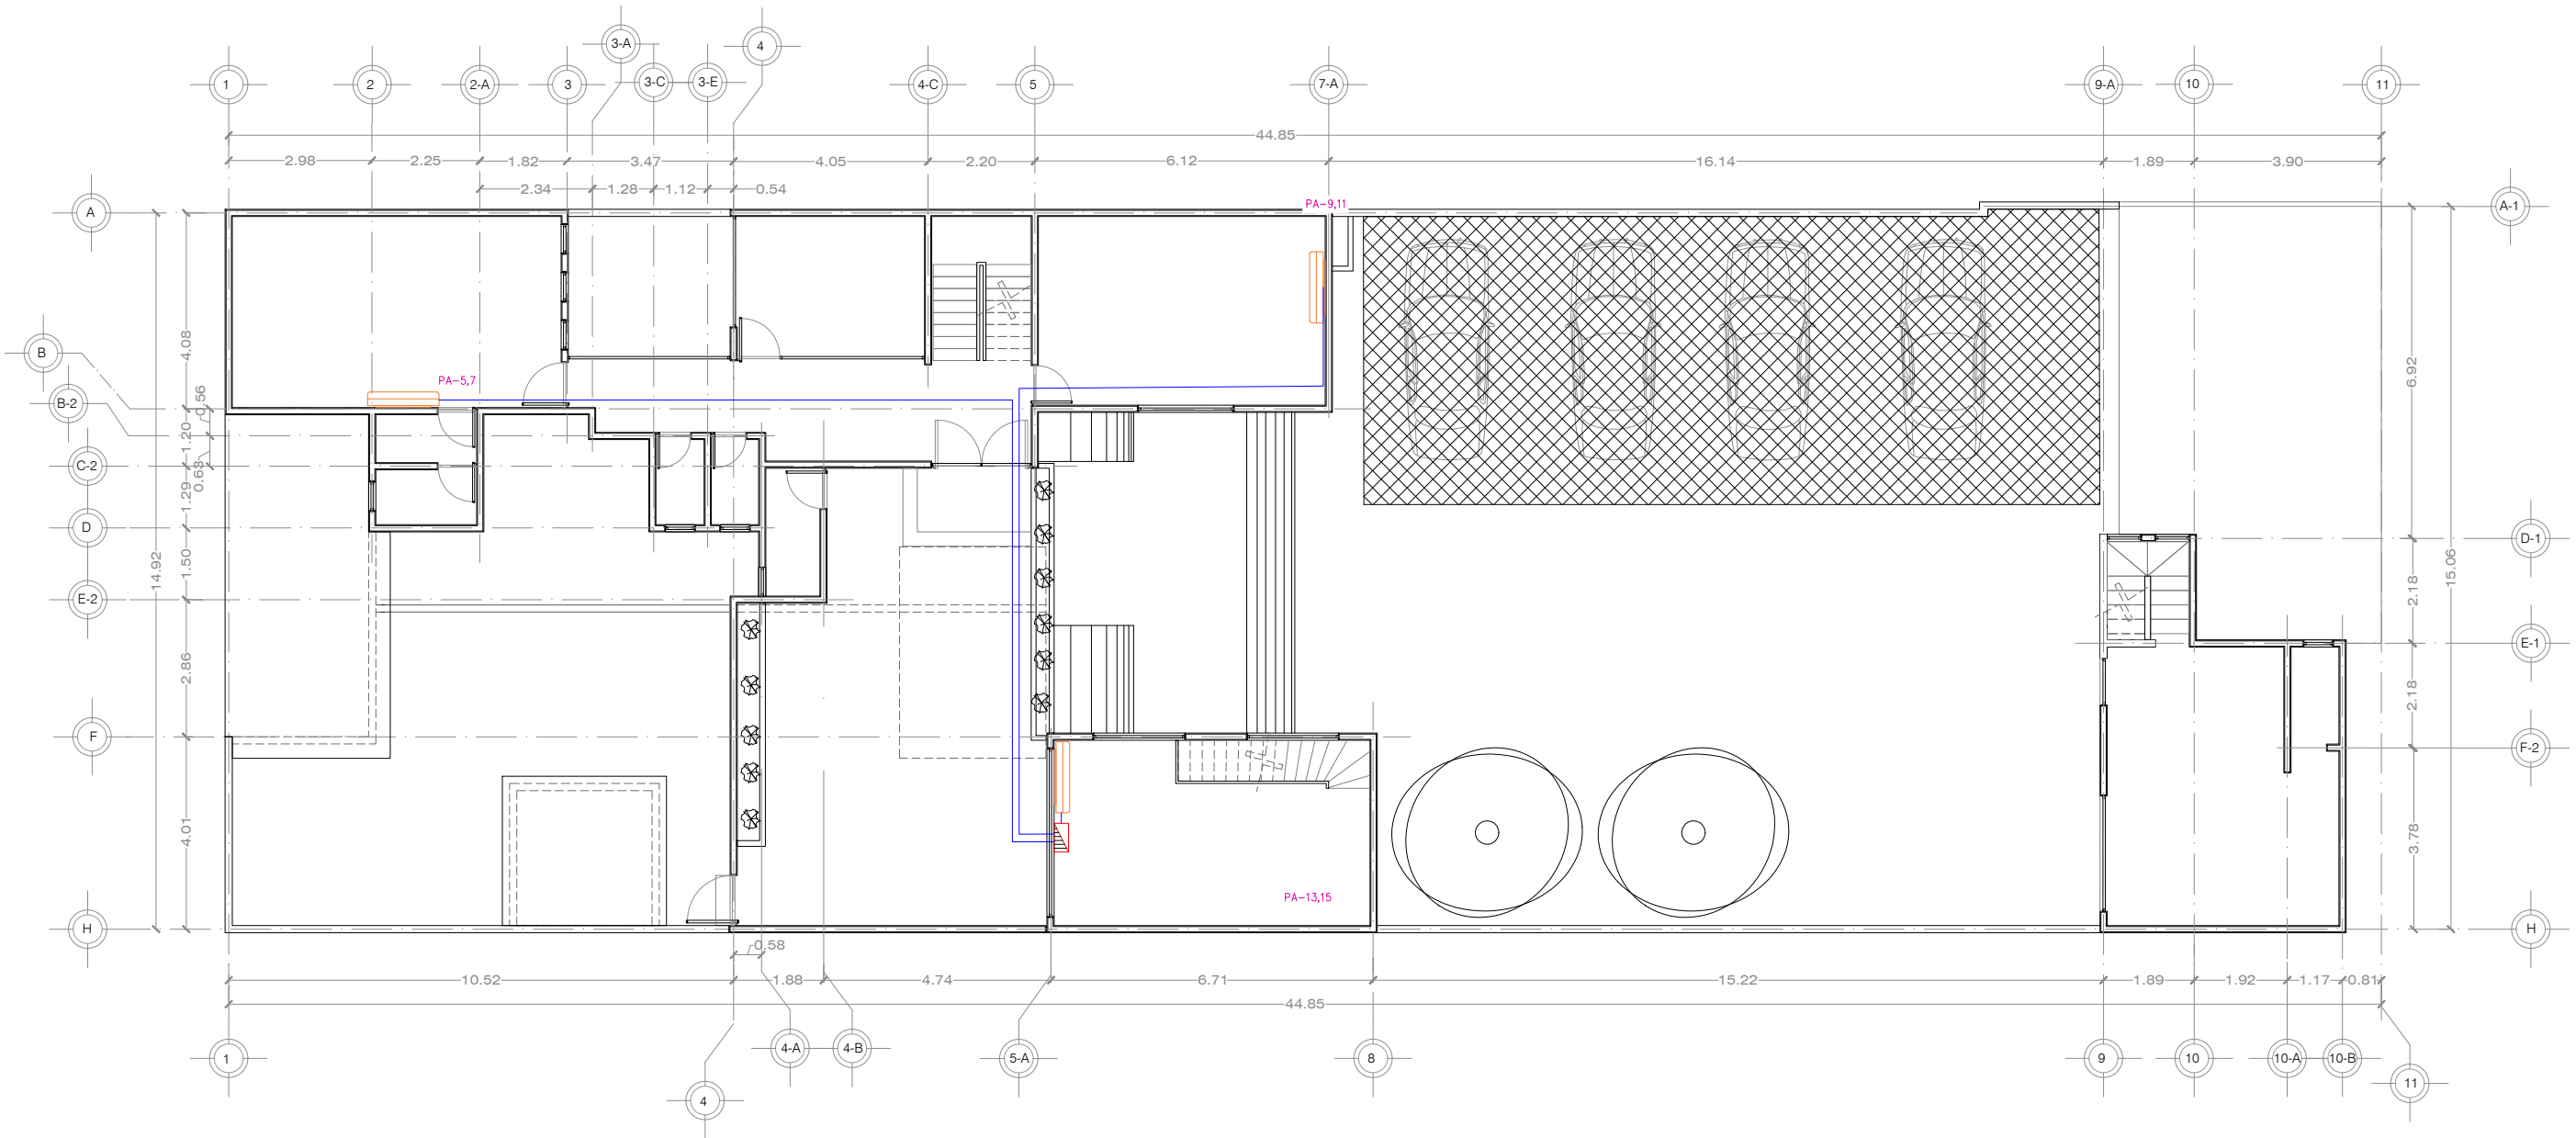 3-A
4
1
2
2-A
3
3-C
3-E
4-C
5
7-A
9-A
10
11
44.85
2.98
2.25
1.82
3.47
4.05
2.20
6.12
16.14
1.89
3.90
2.34
1.28
1.12
0.54
PA-9,11
A
A-1
B
4.08
6.92
PA-5,7
B-2
0.56
1.20
C-2
0.63
1.29
D
D-1
14.92
1.50
2.18
15.06
E-2
E-1
2.86
2.18
F
F-2
4.01
3.78
PA-13,15
H
H
0.58
10.52
1.88
4.74
6.71
15.22
1.89
1.92
1.17
0.81
44.85
1
4-A
4-B
5-A
8
9
10
10-A
10-B
11
4